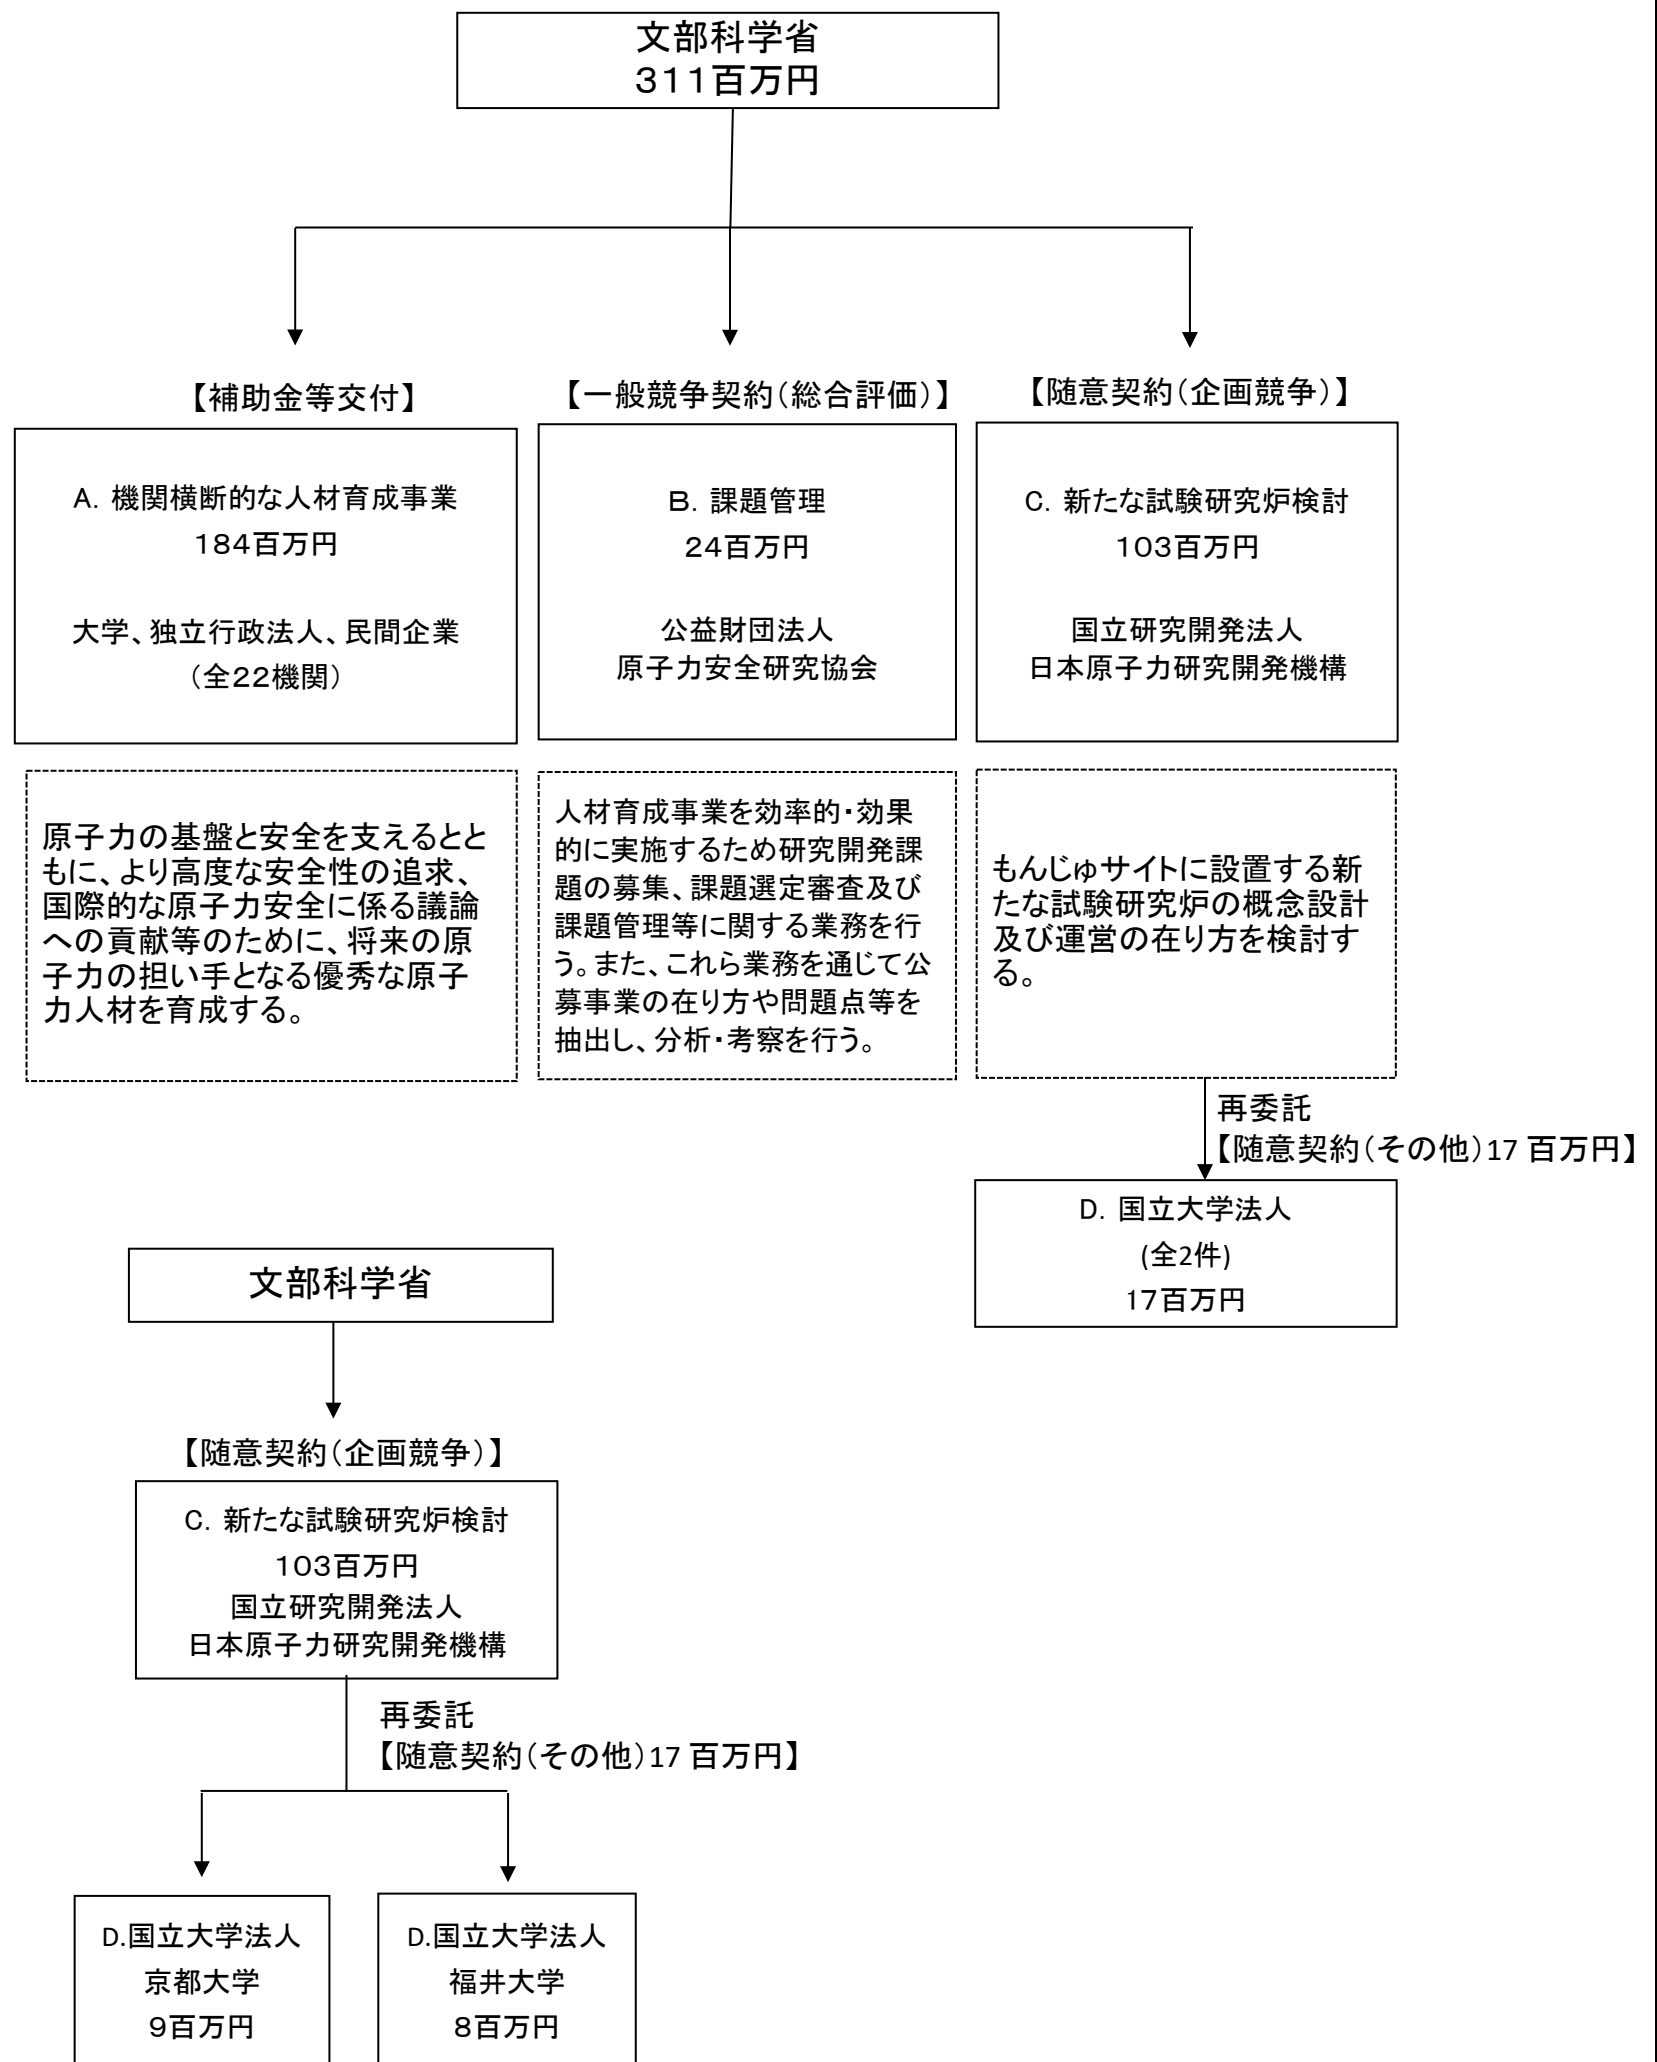 文部科学省
311百万円
【補助金等交付】
A. 機関横断的な人材育成事業
184百万円
大学、独立行政法人、民間企業
（全22機関）
原子力の基盤と安全を支えるとと
もに、より高度な安全性の追求、
国際的な原子力安全に係る議論
への貢献等のために、将来の原
子力の担い手となる優秀な原子
力人材を育成する。
【一般競争契約（総合評価）】
B. 課題管理
24百万円
公益財団法人
原子力安全研究協会
人材育成事業を効率的・効果
的に実施するため研究開発課
題の募集、課題選定審査及び
課題管理等に関する業務を行
う。また、これら業務を通じて公
募事業の在り方や問題点等を
抽出し、分析・考察を行う。
【随意契約（企画競争）】
C. 新たな試験研究炉検討
103百万円
国立研究開発法人
日本原子力研究開発機構
もんじゅサイトに設置する新
たな試験研究炉の概念設計
及び運営の在り方を検討す
る。
再委託
【随意契約（その他）17 百万円】
D. 国立大学法人
(全2件)
17百万円
文部科学省
【随意契約（企画競争）】
C. 新たな試験研究炉検討
103百万円
国立研究開発法人
日本原子力研究開発機構
再委託
【随意契約（その他）17 百万円】
D.国立大学法人
京都大学
9百万円
D.国立大学法人
福井大学
8百万円